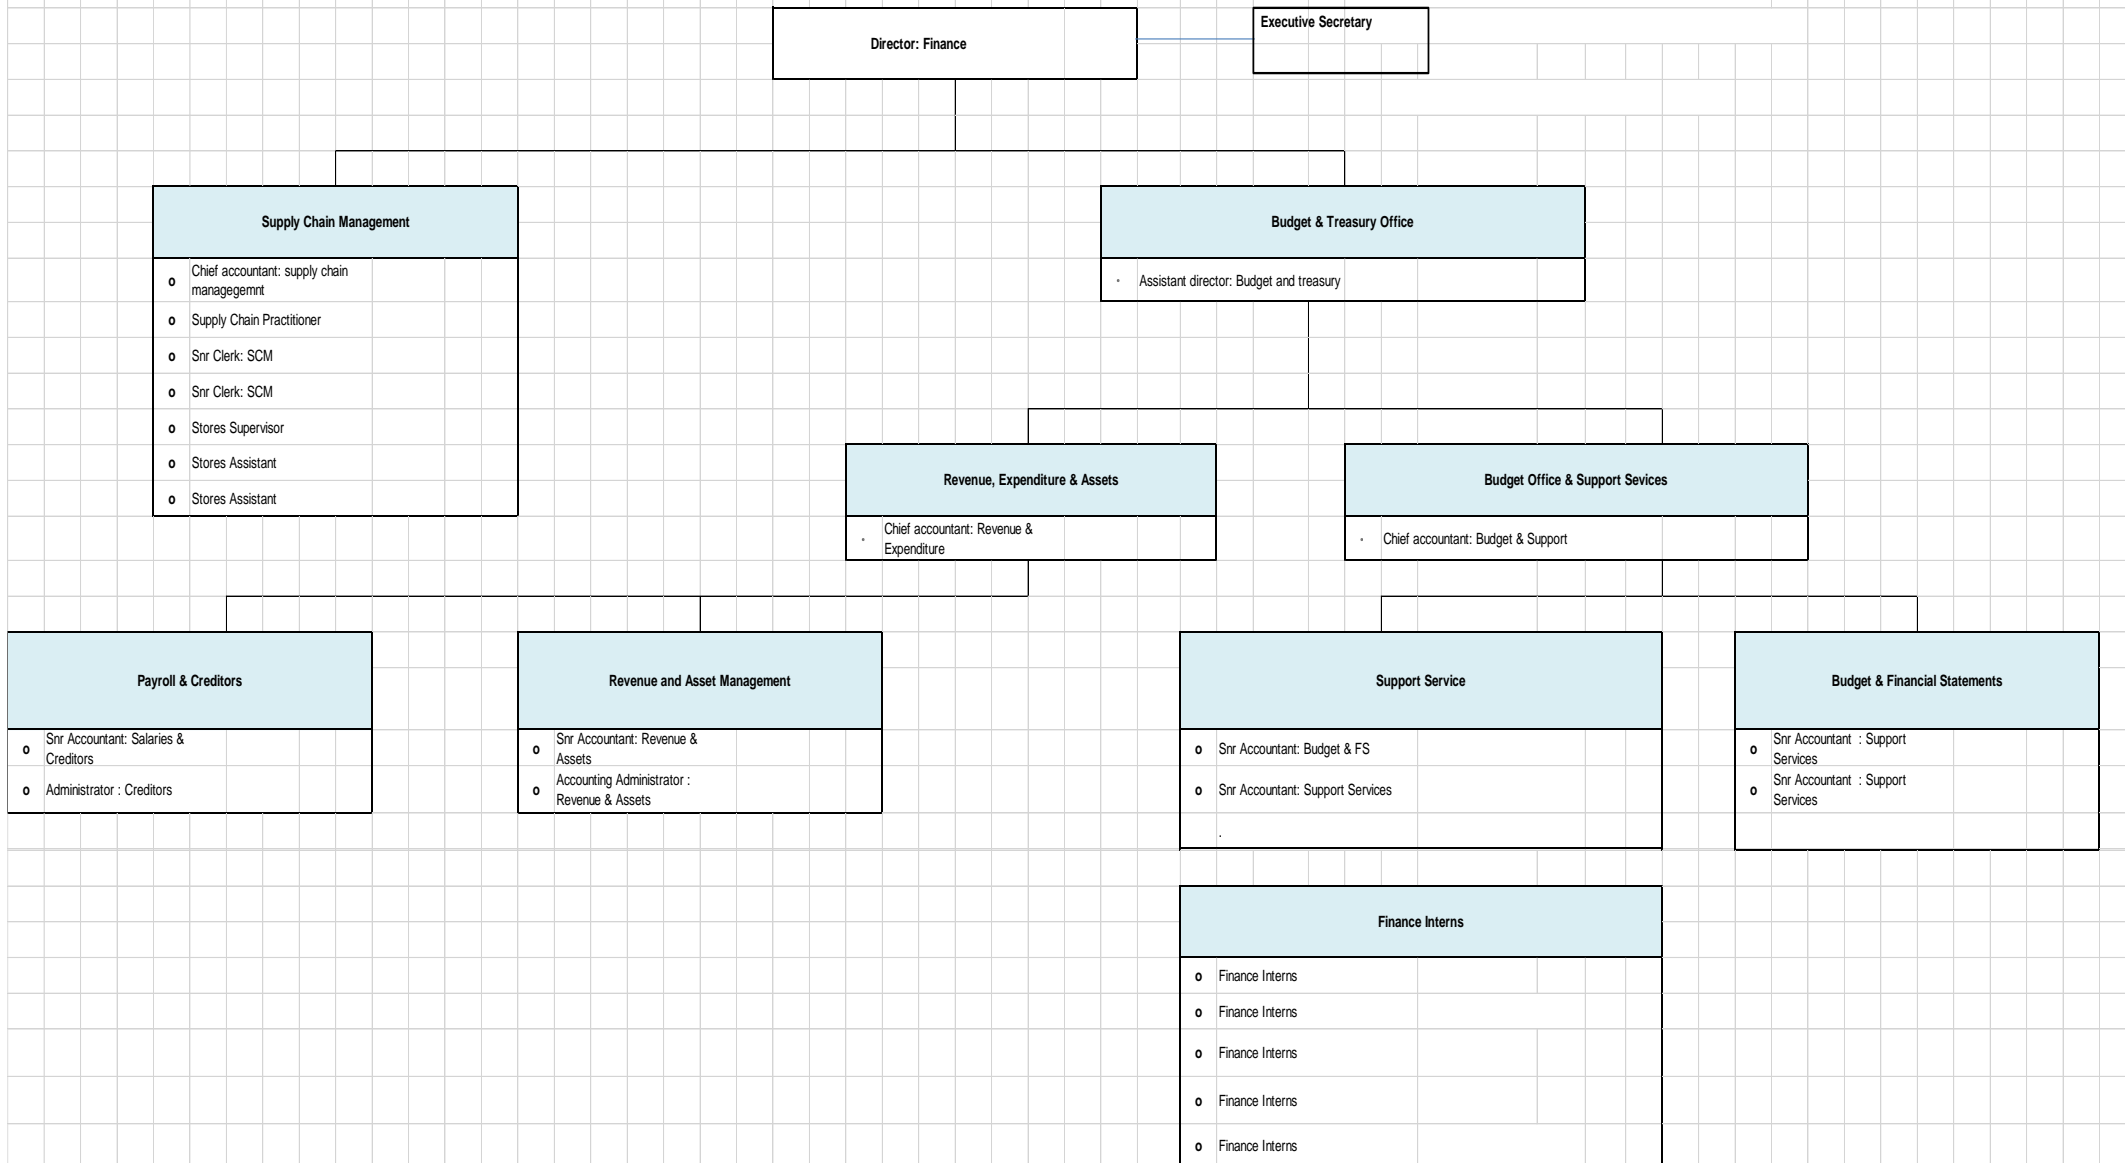 Director: Finance
Executive Secretary
Supply Chain Management
o Chief accountant: supply chain
managegemnt
o Supply Chain Practitioner
o Snr Clerk: SCM
o Snr Clerk: SCM
o Stores Supervisor
o Stores Assistant
o Stores Assistant
Budget & Treasury Office
· Assistant director: Budget and treasury
Revenue, Expenditure & Assets
· Chief accountant: Revenue &
Expenditure
Budget Office & Support Sevices
· Chief accountant: Budget & Support
Payroll & Creditors
o Snr Accountant: Salaries &
Creditors
o Administrator : Creditors
Revenue and Asset Management
o Snr Accountant: Revenue &
Assets
o Accounting Administrator :
Revenue & Assets
Support Service
o Snr Accountant: Budget & FS
o Snr Accountant: Support Services
.
Budget & Financial Statements
o Snr Accountant : Support
Services
o Snr Accountant : Support
Services
Finance Interns
o Finance Interns
o Finance Interns
o Finance Interns
o Finance Interns
o Finance Interns